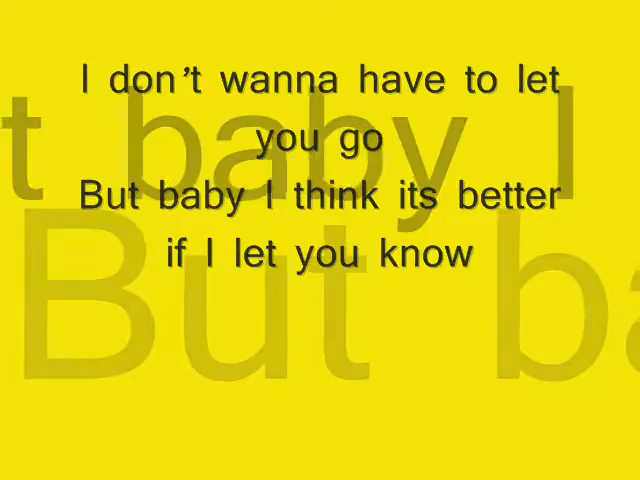 I don't wanna have to let
you go
But baby I think its better
if I let you know
t baby I
But ba